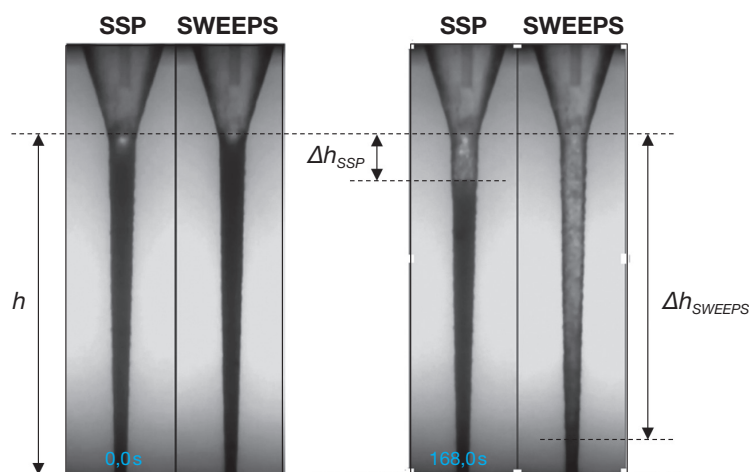 SSP SWEEPS SSP SWEEPS
Δh_SSP
h
Δh_SWEEPS
0,0s 168,0s